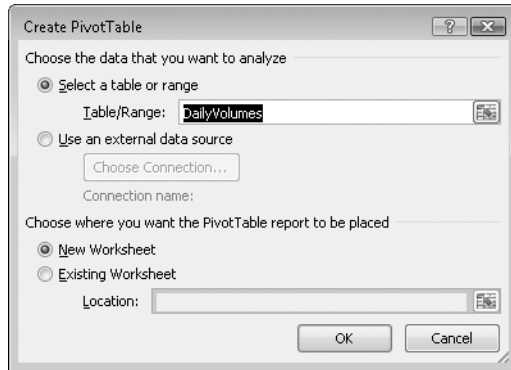 Create PivotTable
Choose the data that you want to analyze
Select a table or range
Table/Range: DailyVolumes
Use an external data source
Choose Connection...
Connection name:
Choose where you want the PivotTable report to be placed
New Worksheet
Existing Worksheet
Location:
OK Cancel